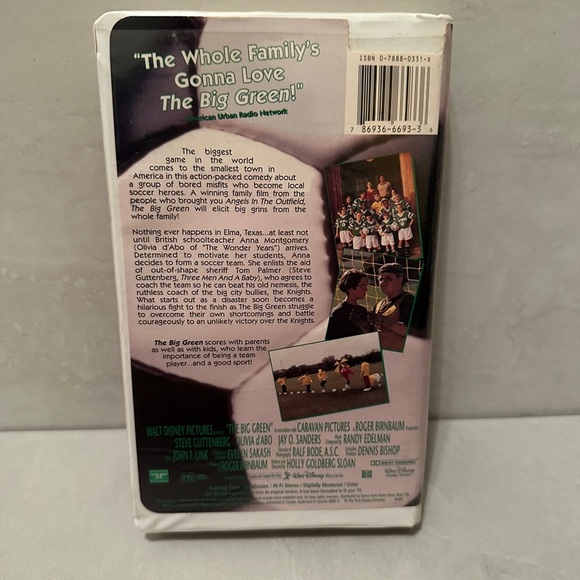 "The Whole Family's
Gonna Love
The Big Green!"
American Urban Radio Network
ISBN 0-7888-0331-X
7 86936-6693-3 6
The biggest
game in the world
comes to the smallest town in
America in this action-packed comedy about
a group of bored misfits who become local
soccer heroes. A winning family film from the
people who brought you Angels In The Outfield,
The Big Green will elicit big grins from the
whole family!
Nothing ever happens in Elma, Texas...at least not
until British schoolteacher Anna Montgomery
(Olivia d'Abo of "The Wonder Years") arrives.
Determined to motivate her students, Anna
decides to form a soccer team. She enlists the aid
of out-of-shape sheriff Tom Palmer (Steve
Guttenberg, Three Men And A Baby), who agrees to
coach the team so he can beat his old nemesis, the
ruthless coach of the big city bullies, the Knights.
What starts out as a disaster soon becomes a
hilarious fight to the finish as The Big Green struggle
to overcome their own shortcomings and battle
courageously to an unlikely victory over the Knights.
The Big Green scores with parents
as well as with kids, who learn the
importance of being a team
player...and a good sport!
WALT DISNEY PICTURES "THE BIG GREEN" CARAVAN PICTURES ROGER BIRNBAUM
STEVE GUTTENBERG OLIVIA d'ABO JAY O. SANDERS RANDY EDELMAN
JOHN F. LINK EVELYN SAKASH RALF BODE, A.S.C. DENNIS BISHOP
ROGER BIRNBAUM HOLLY GOLDBERG SLOAN
PG
Hi-Fi Stereo / Digitally Mastered / Color